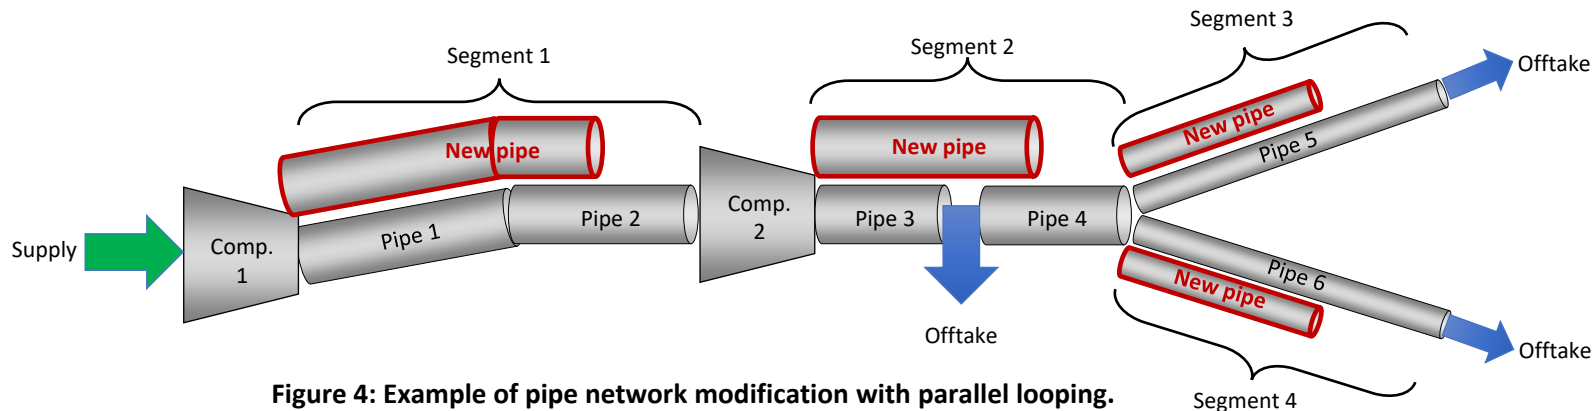 Segment 1
Segment 2
Segment 3
Offtake
New pipe
New pipe
New pipe
Pipe 5
Supply
Comp.
1
Pipe 1
Pipe 2
Comp.
2
Pipe 3
Pipe 4
Pipe 6
New pipe
Offtake
Offtake
Segment 4
Figure 4: Example of pipe network modification with parallel looping.